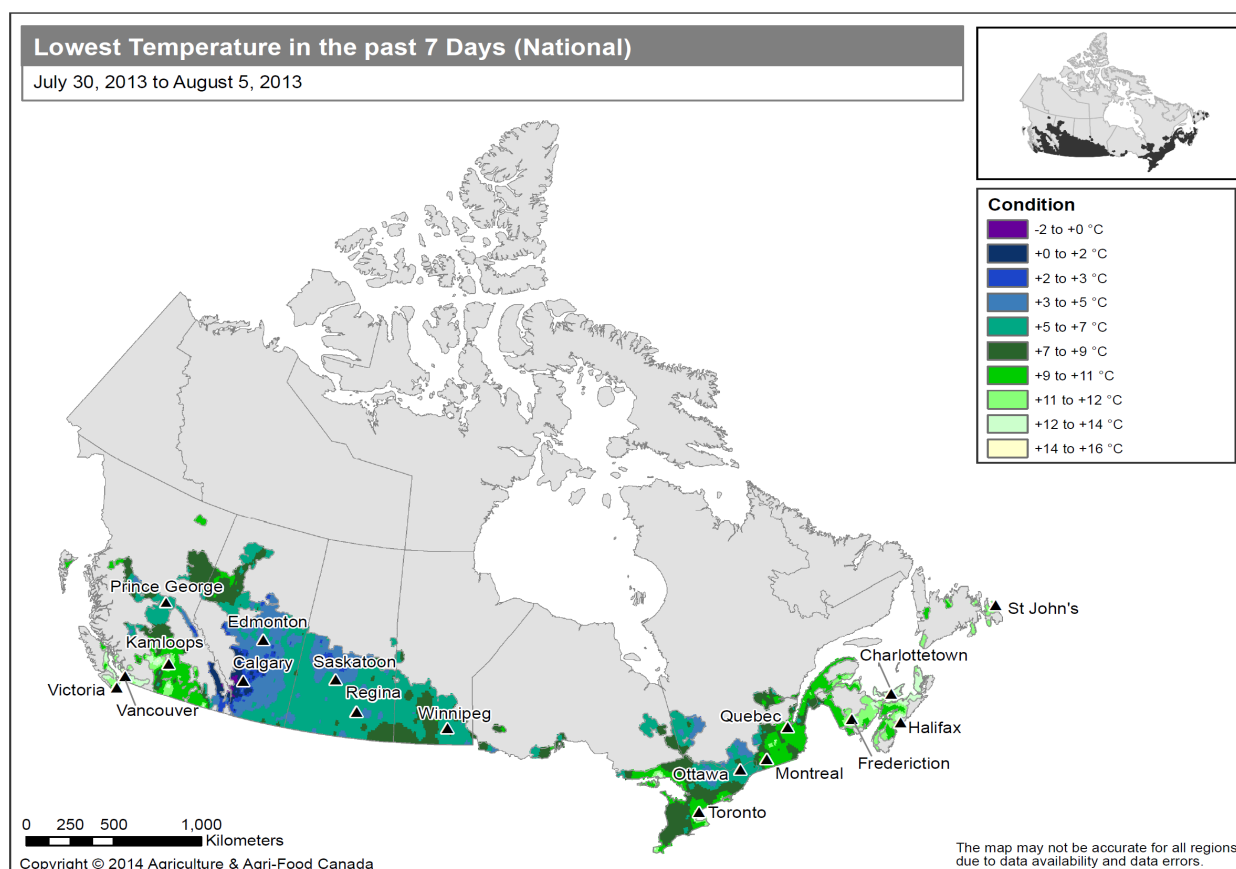 Lowest Temperature in the past 7 Days (National)
July 30, 2013 to August 5, 2013
Condition
-2 to +0 °C
+0 to +2 °C
+2 to +3 °C
+3 to +5 °C
+5 to +7 °C
+7 to +9 °C
+9 to +11 °C
+11 to +12 °C
+12 to +14 °C
+14 to +16 °C
Prince George
Edmonton
Kamloops
Calgary
Saskatoon
Regina
Victoria
Vancouver
Winnipeg
St John's
Charlottetown
Quebec
Halifax
Fredericton
Ottawa
Montreal
Toronto
0 250 500 1,000
Kilometers
Copyright © 2014 Agriculture & Agri-Food Canada
The map may not be accurate for all regions
due to data availability and data errors.